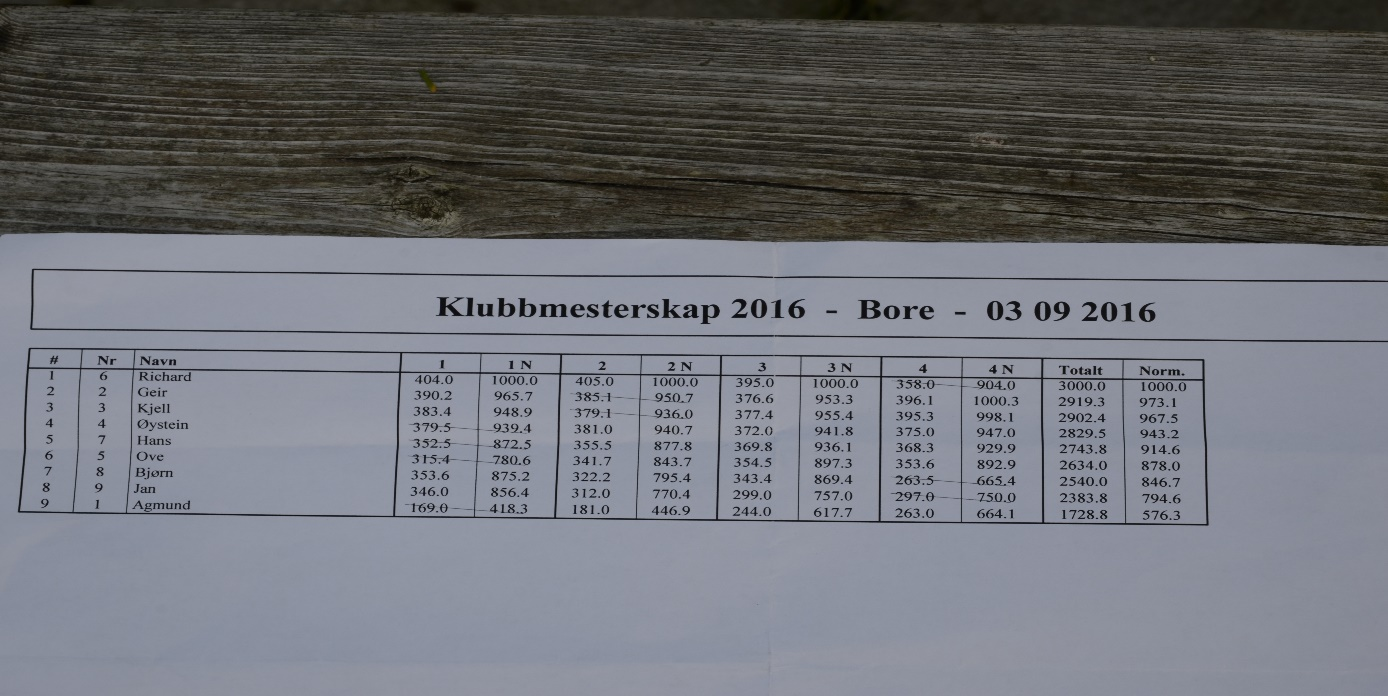 Klubbmesterskap 2016 - Bore - 03 09 2016
# Nr Navn 1 1 N 2 2 N 3 3 N 4 4 N Totalt Norm.
1 6 Richard 404.0 1000.0 405.0 1000.0 395.0 1000.0 358.0 904.0 3000.0 1000.0
2 2 Geir 390.2 965.7 385.1 950.7 376.6 953.3 396.1 1000.3 2919.3 973.1
3 3 Kjell 383.4 948.9 379.1 936.0 377.4 955.4 395.3 998.1 2902.4 967.5
4 4 Øystein 379.5 939.4 381.0 940.7 372.0 941.8 375.0 947.0 2829.5 943.2
5 7 Hans 352.5 872.5 355.5 877.8 369.8 936.1 368.3 929.9 2743.8 914.6
6 5 Ove 315.4 780.6 341.7 843.7 354.5 897.3 353.6 892.9 2634.0 878.0
7 8 Bjørn 353.6 875.2 322.2 795.4 343.4 869.4 263.5 665.4 2540.0 846.7
8 9 Jan 346.0 856.4 312.0 770.4 299.0 757.0 297.0 750.0 2383.8 794.6
9 1 Agmund 169.0 418.3 181.0 446.9 244.0 617.7 263.0 664.1 1728.8 576.3